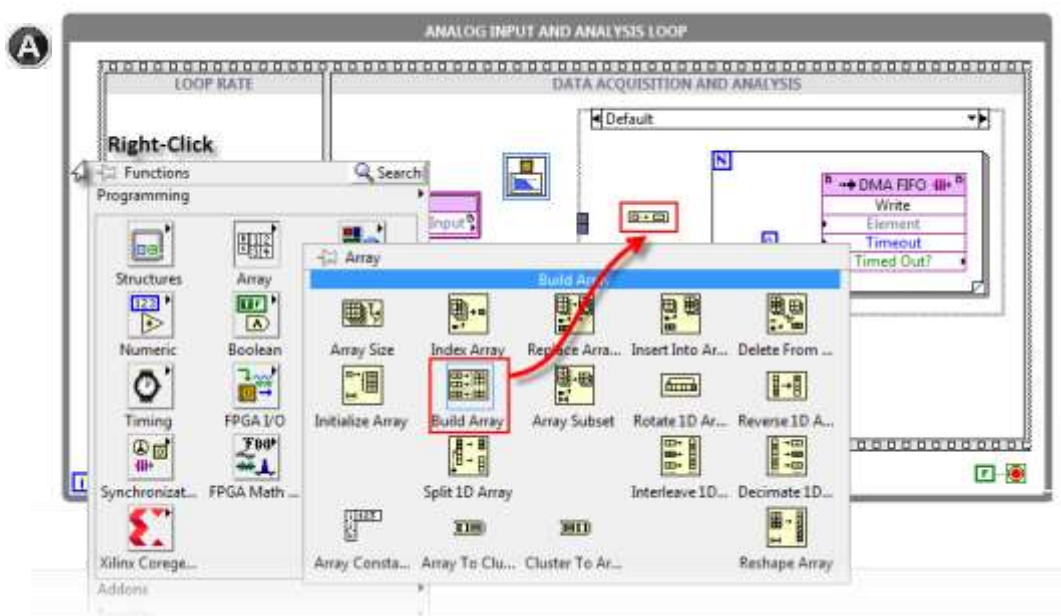 A
ANALOG INPUT AND ANALYSIS LOOP
LOOP RATE
DATA ACQUISITION AND ANALYSIS
Default
Right-Click
N
Functions
Search
DMA FIFO
Programming
Write
Input
Element
Timeout
Array
Timed Out?
Build Array
Structures
Array
Numeric
Boolean
Array Size
Index Array
Replace Arra...
Insert Into Ar...
Delete From ...
Timing
FPGA I/O
Initialize Array
Build Array
Array Subset
Rotate 1D Ar...
Reverse 1D A...
Synchronizat...
FPGA Math ...
Split 1D Array
Interleave 1D...
Decimate 1D...
Xilinx Corege...
Array Consta...
Array To Clu...
Cluster To Ar...
Reshape Array
Addons